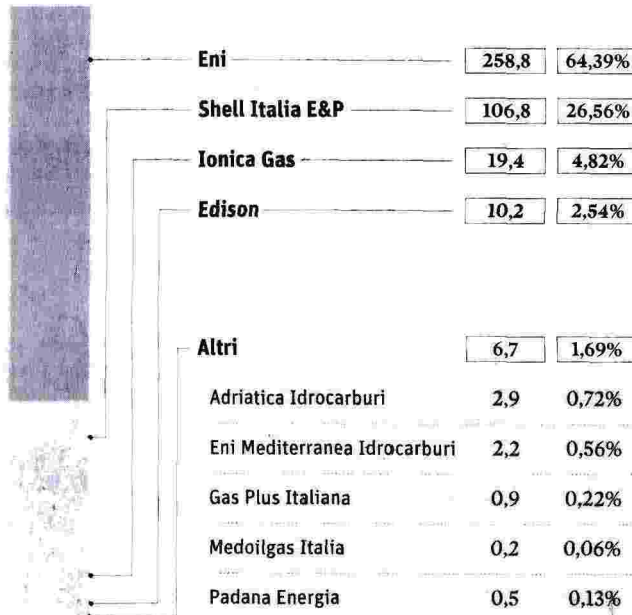 Eni 258,8 64,39%
Shell Italia E&P 106,8 26,56%
Ionica Gas 19,4 4,82%
Edison 10,2 2,54%
Altri 6,7 1,69%
Adriatica Idrocarburi 2,9 0,72%
Eni Mediterranea Idrocarburi 2,2 0,56%
Gas Plus Italiana 0,9 0,22%
Medoilgas Italia 0,2 0,06%
Padana Energia 0,5 0,13%